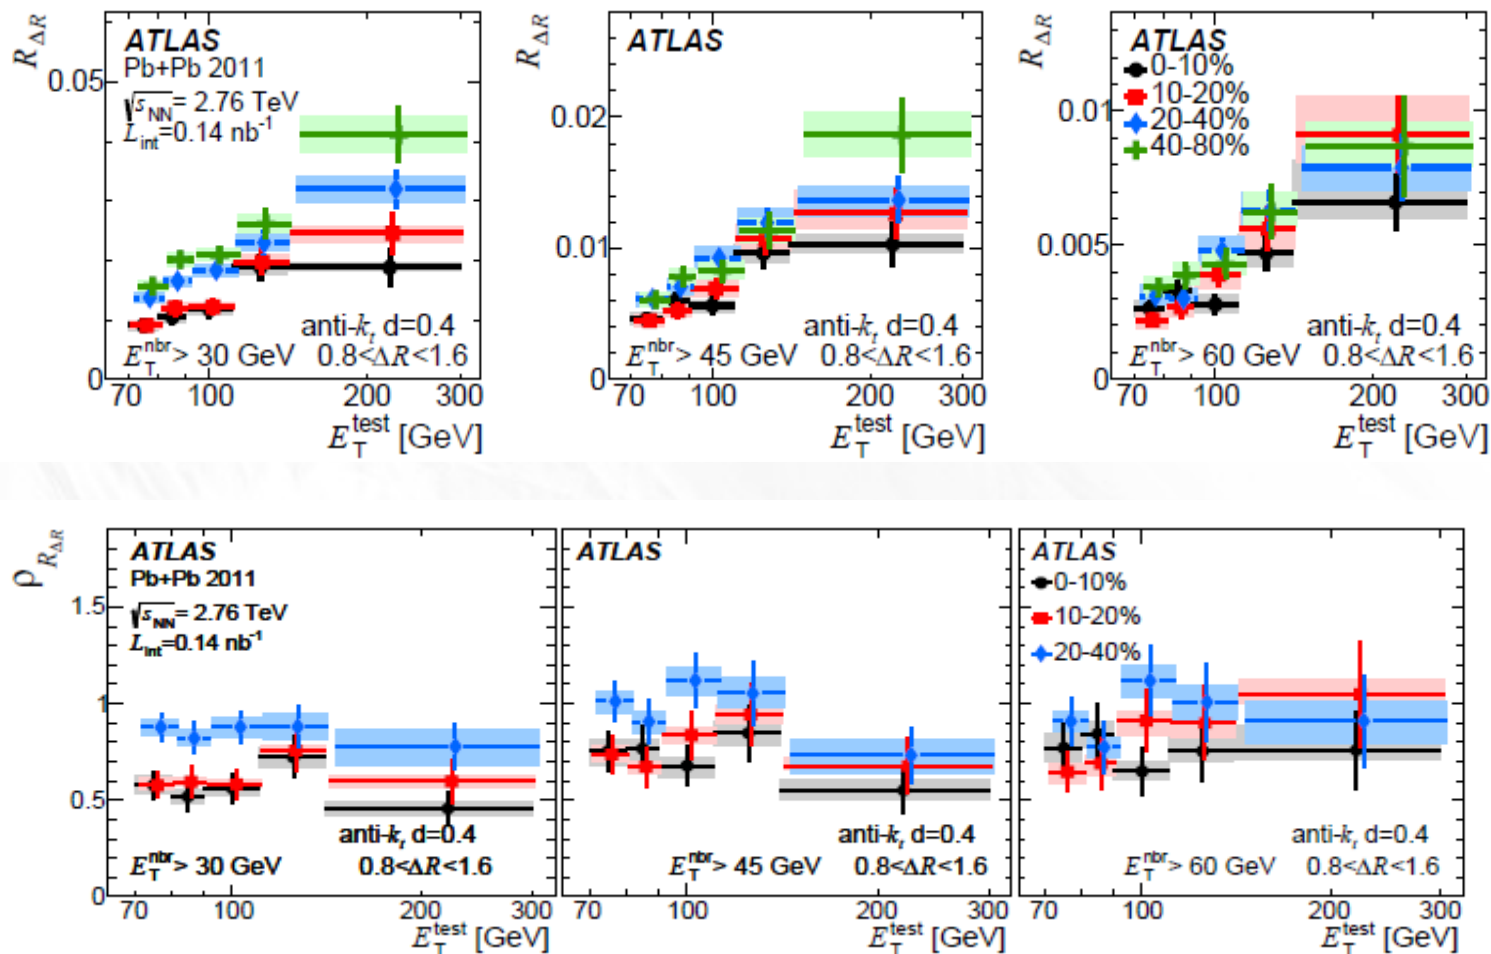 R_ΔR
ATLAS
Pb+Pb 2011
√s_NN = 2.76 TeV
L_int=0.14 nb⁻¹
0.05
0
anti-k_t d=0.4
E_T^nbr > 30 GeV 0.8<ΔR<1.6
70 100 200 300
E_T^test [GeV]
R_ΔR
ATLAS
0.02
0.01
0
anti-k_t d=0.4
E_T^nbr > 45 GeV 0.8<ΔR<1.6
70 100 200 300
E_T^test [GeV]
R_ΔR
ATLAS
0-10%
10-20%
20-40%
40-80%
0.01
0.005
0
anti-k_t d=0.4
E_T^nbr > 60 GeV 0.8<ΔR<1.6
70 100 200 300
E_T^test [GeV]
ρ_R_ΔR
ATLAS
Pb+Pb 2011
√s_NN = 2.76 TeV
L_int=0.14 nb⁻¹
1.5
1
0.5
0
anti-k_t d=0.4
E_T^nbr > 30 GeV 0.8<ΔR<1.6
70 100 200 300
E_T^test [GeV]
ATLAS
anti-k_t d=0.4
E_T^nbr > 45 GeV 0.8<ΔR<1.6
70 100 200 300
E_T^test [GeV]
ATLAS
0-10%
10-20%
20-40%
anti-k_t d=0.4
E_T^nbr > 60 GeV 0.8<ΔR<1.6
70 100 200 300
E_T^test [GeV]